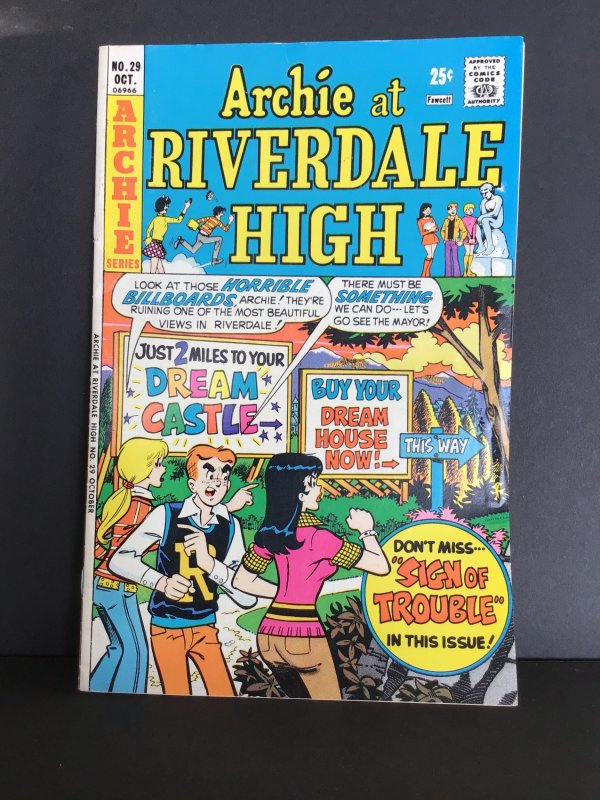 NO. 29
OCT.
06966
ARCHIE
SERIES
Archie at
RIVERDALE
HIGH
25¢
Fawcett
APPROVED
BY THE
COMICS
CODE
CA
AUTHORITY
LOOK AT THOSE HORRIBLE
BILLBOARDS, ARCHIE! THEY'RE
RUINING ONE OF THE MOST BEAUTIFUL
VIEWS IN RIVERDALE!
THERE MUST BE
SOMETHING
WE CAN DO--- LET'S
GO SEE THE MAYOR!
JUST 2 MILES TO YOUR
DREAM
CASTLE
BUY YOUR
DREAM
HOUSE
NOW!
THIS WAY
R
DON'T MISS---
"SIGN OF
TROUBLE"
IN THIS ISSUE!
ARCHIE AT RIVERDALE HIGH NO. 29 OCTOBER